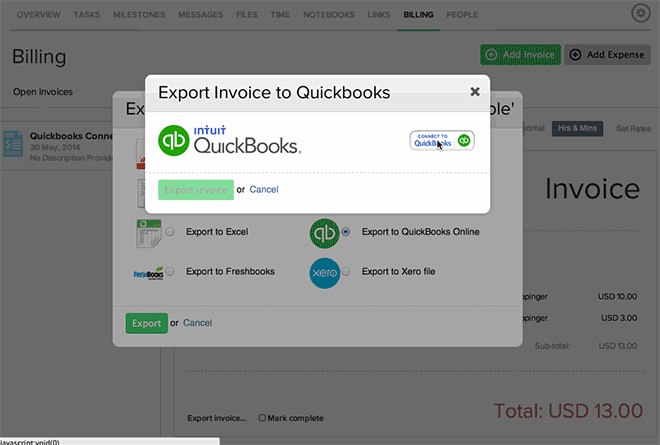 OVERVIEW TASKS MILESTONES MESSAGES FILES TIME NOTEBOOKS LINKS BILLING PEOPLE
Billing
Add Invoice
Add Expense
Open invoices
Export Invoice to Quickbooks
Ex
ple'
INTUIT
QuickBooks
CONNECT TO
QuickBooks
Export Invoice or Cancel
Quickbooks Conne
30 May, 2014
No Description Provide
cimal Hrs & Mins Set Rates
Invoice
Export to Excel
Export to QuickBooks Online
FRESHBOOKS
Export to Freshbooks
xero
Export to Xero file
Export or Cancel
ppinger USD 10.00
ppinger USD 3.00
Sub-total: USD 13.00
Export invoice... Mark complete
Total: USD 13.00
javascript:void(0)